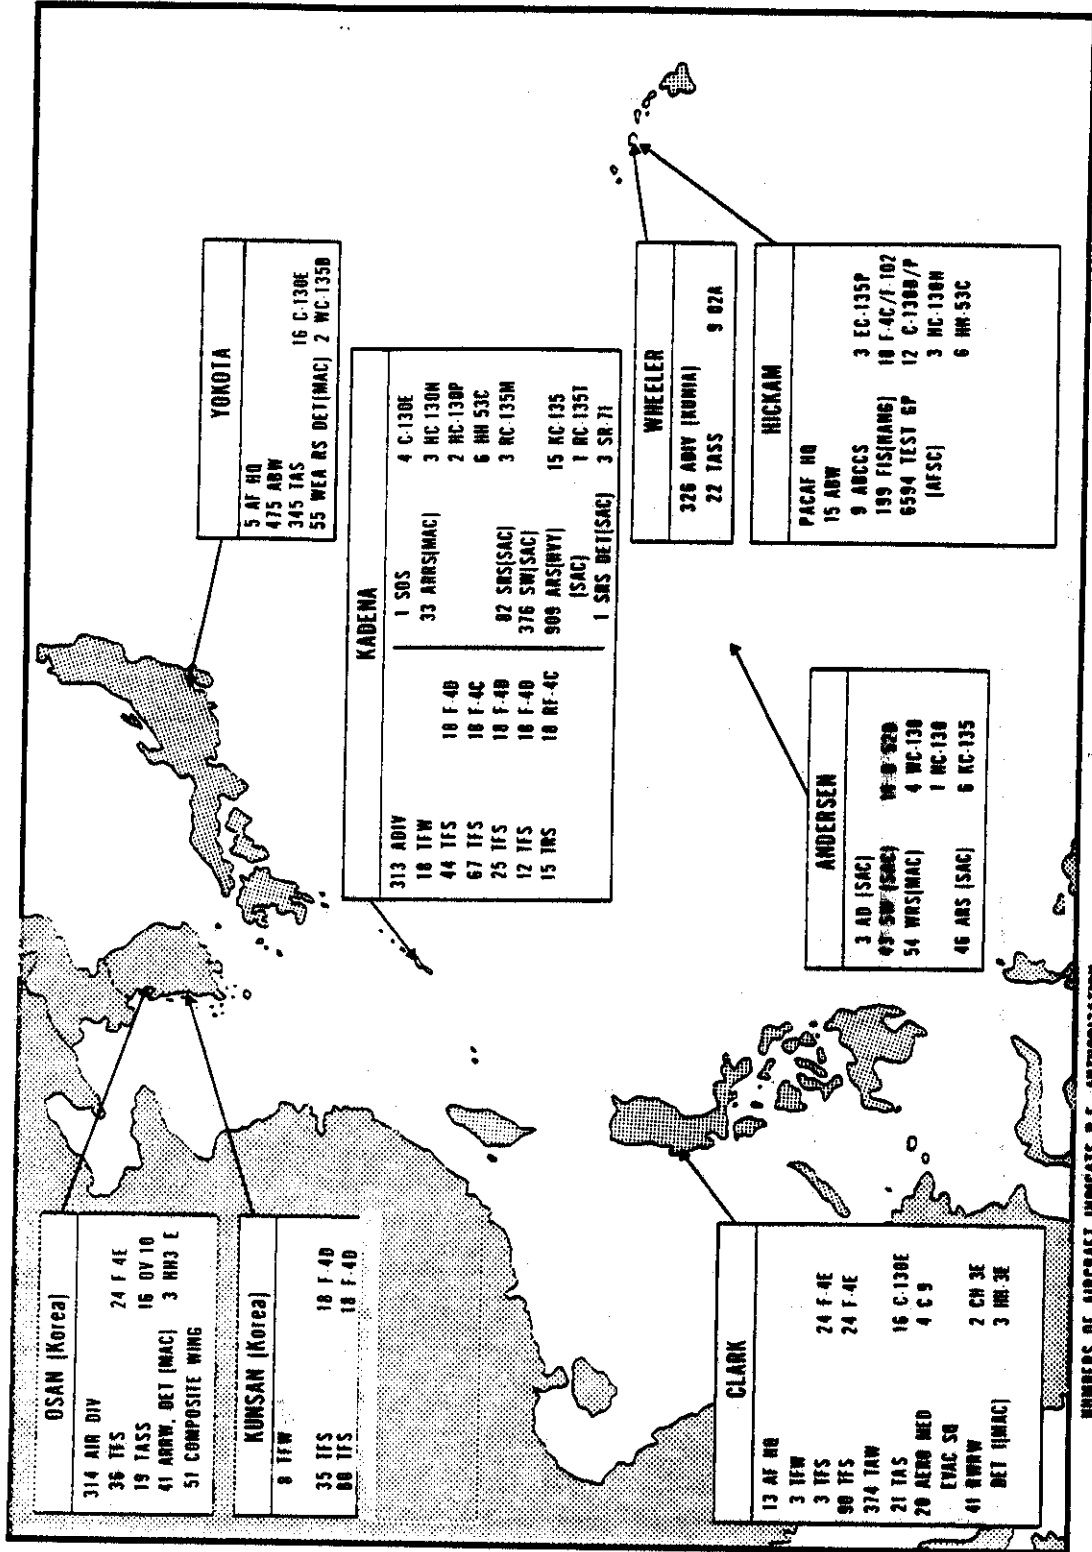 OSAN [Korea]
314 AIR DIV
36 TFS 24 F-4E
19 TASS 16 OV 10
41 ARRW, DET [MAC] 3 HH3 E
51 COMPOSITE WING
KUNSAN [Korea]
8 TFW
35 TFS 18 F-4D
80 TFS 18 F-4D
YOKOTA
5 AF HQ
475 ABW
345 TAS 16 C-130E
55 WEA RS DET[MAC] 2 WC-135B
KADENA
313 ADIV
18 TFW
44 TFS 18 F-4D
67 TFS 18 F-4C
25 TFS 18 F-4D
12 TFS 18 F-4D
15 TRS 18 RF-4C
1 SOS 4 C-130E
33 ARRS[MAC] 3 HC 130N
2 HC-130P
6 HH 53C
82 SRS[SAC] 3 RC-135M
376 SW[SAC]
909 ARS[HVY] 15 KC-135
[SAC] 1 RC-135T
1 SRS DET[SAC] 3 SR-71
CLARK
13 AF HQ
3 TFW
3 TFS 24 F-4E
90 TFS 24 F-4E
374 TAW
21 TAS 16 C-130E
20 AERO MED 4 C 9
EVAC SQ
41
2 CH 3E
DET 1[MAC] 3 HH-3E
ANDERSEN
3 AD [SAC]
43 SW [SAC]
54 WRS[MAC] 4 WC-130
1 HC-130
46 ARS [SAC] 6 KC-135
WHEELER
326 ADIV [KUNIA]
22 TASS 9 02A
HICKAM
PACAF HQ
15 ABW
9 ABCCS 3 EC-135P
199 FIS[HANG] 18 F-4C/F-102
6594 TEST GP 12 C-130B/P
[AFSC] 3 HC-130N
6 HH-53C
NUMBERS OF AIRCRAFT INDICATE